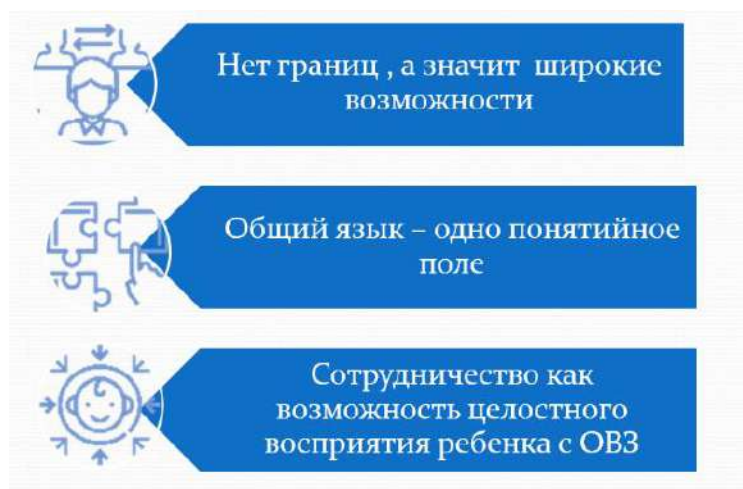 Нет границ , а значит широкие
возможности
Общий язык – одно понятийное
поле
Сотрудничество как
возможность целостного
восприятия ребенка с ОВЗ